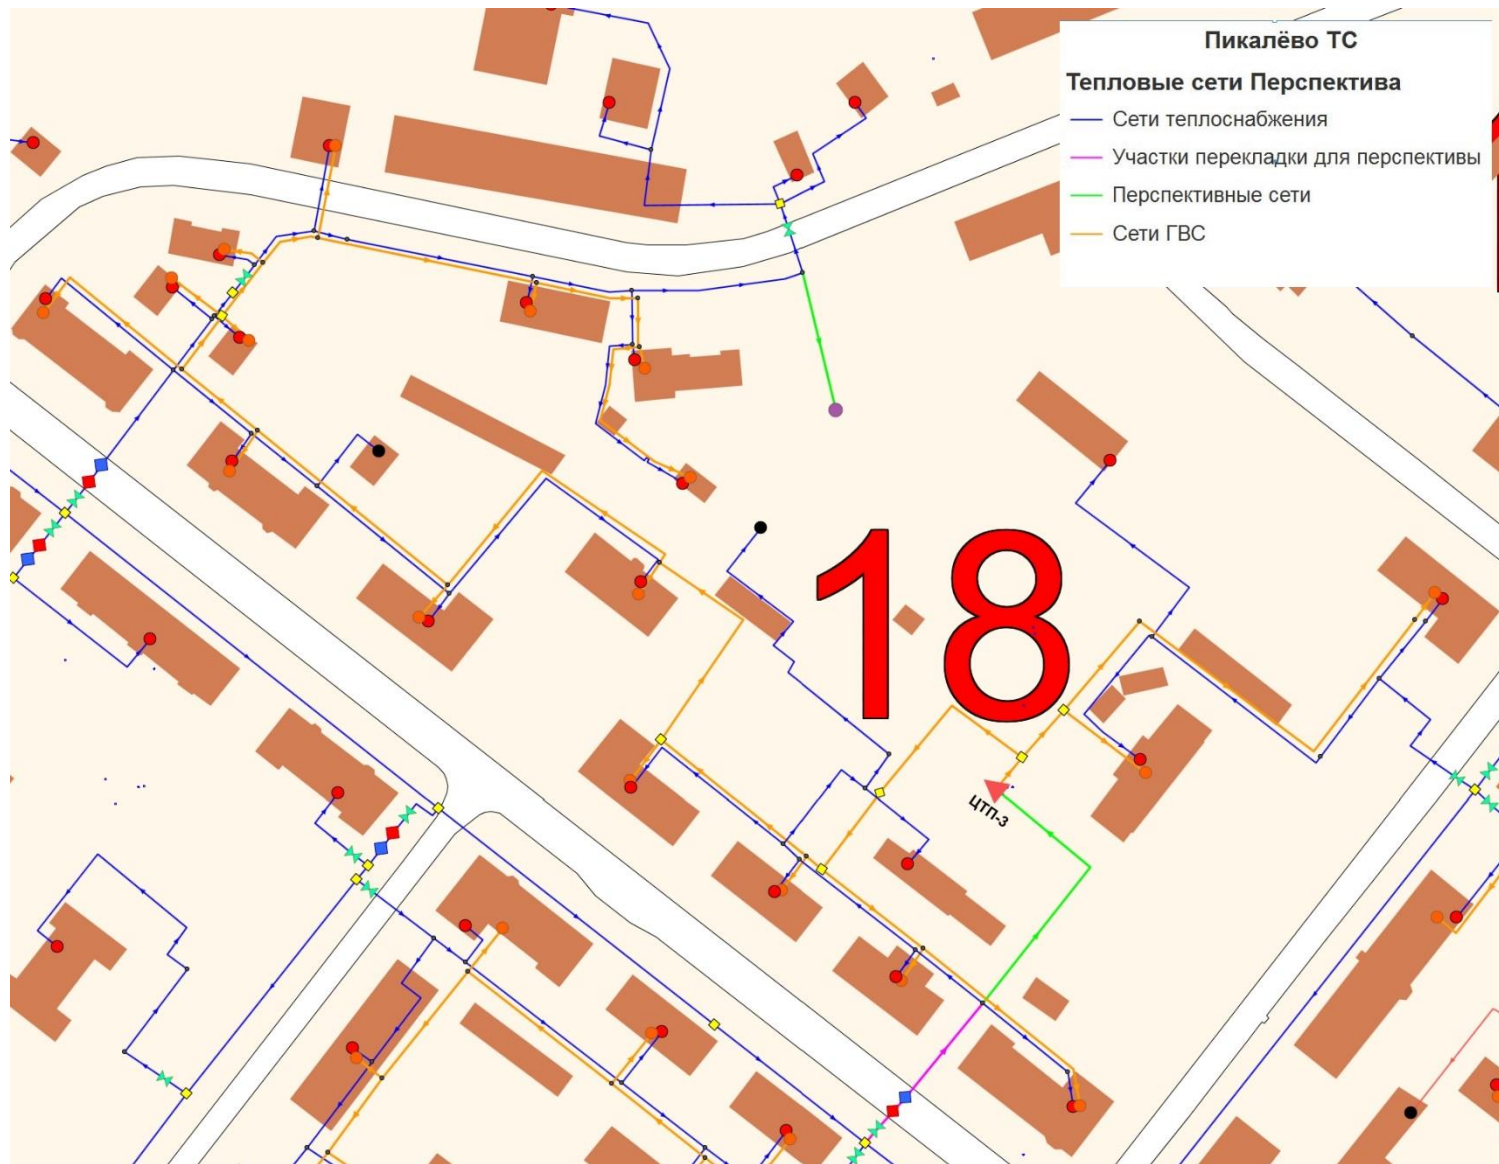 Пикалёво ТС
Тепловые сети Перспектива
Сети теплоснабжения
Участки перекладки для перспективы
Перспективные сети
Сети ГВС
18
ЦТП-3